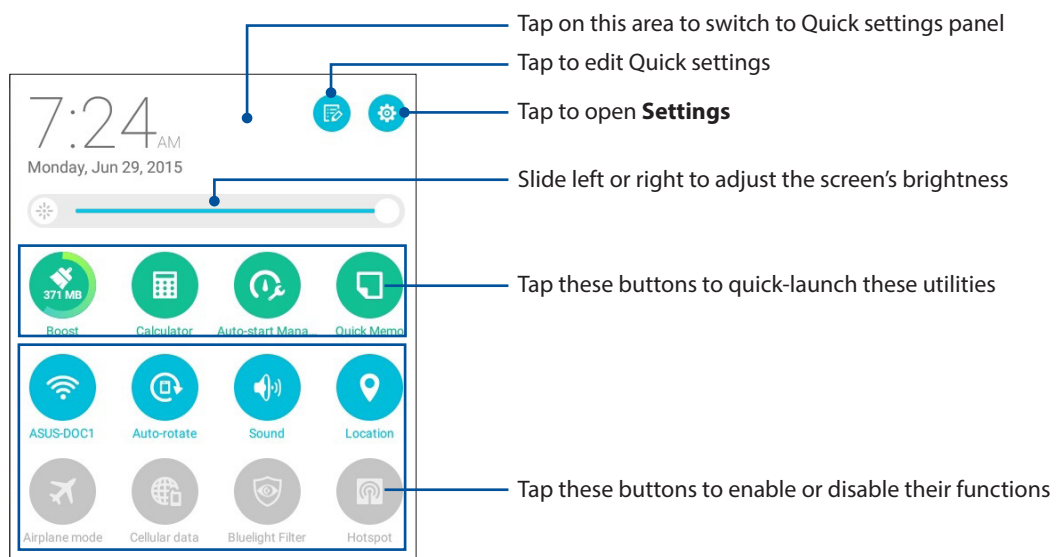 Tap on this area to switch to Quick settings panel
Tap to edit Quick settings
Tap to open Settings
7:24 AM
Monday, Jun 29, 2015
Slide left or right to adjust the screen's brightness
371 MB
Boost
Calculator
Auto-start Mana...
Quick Memo
Tap these buttons to quick-launch these utilities
ASUS-DOC1
Auto-rotate
Sound
Location
Airplane mode
Cellular data
Bluelight Filter
Hotspot
Tap these buttons to enable or disable their functions